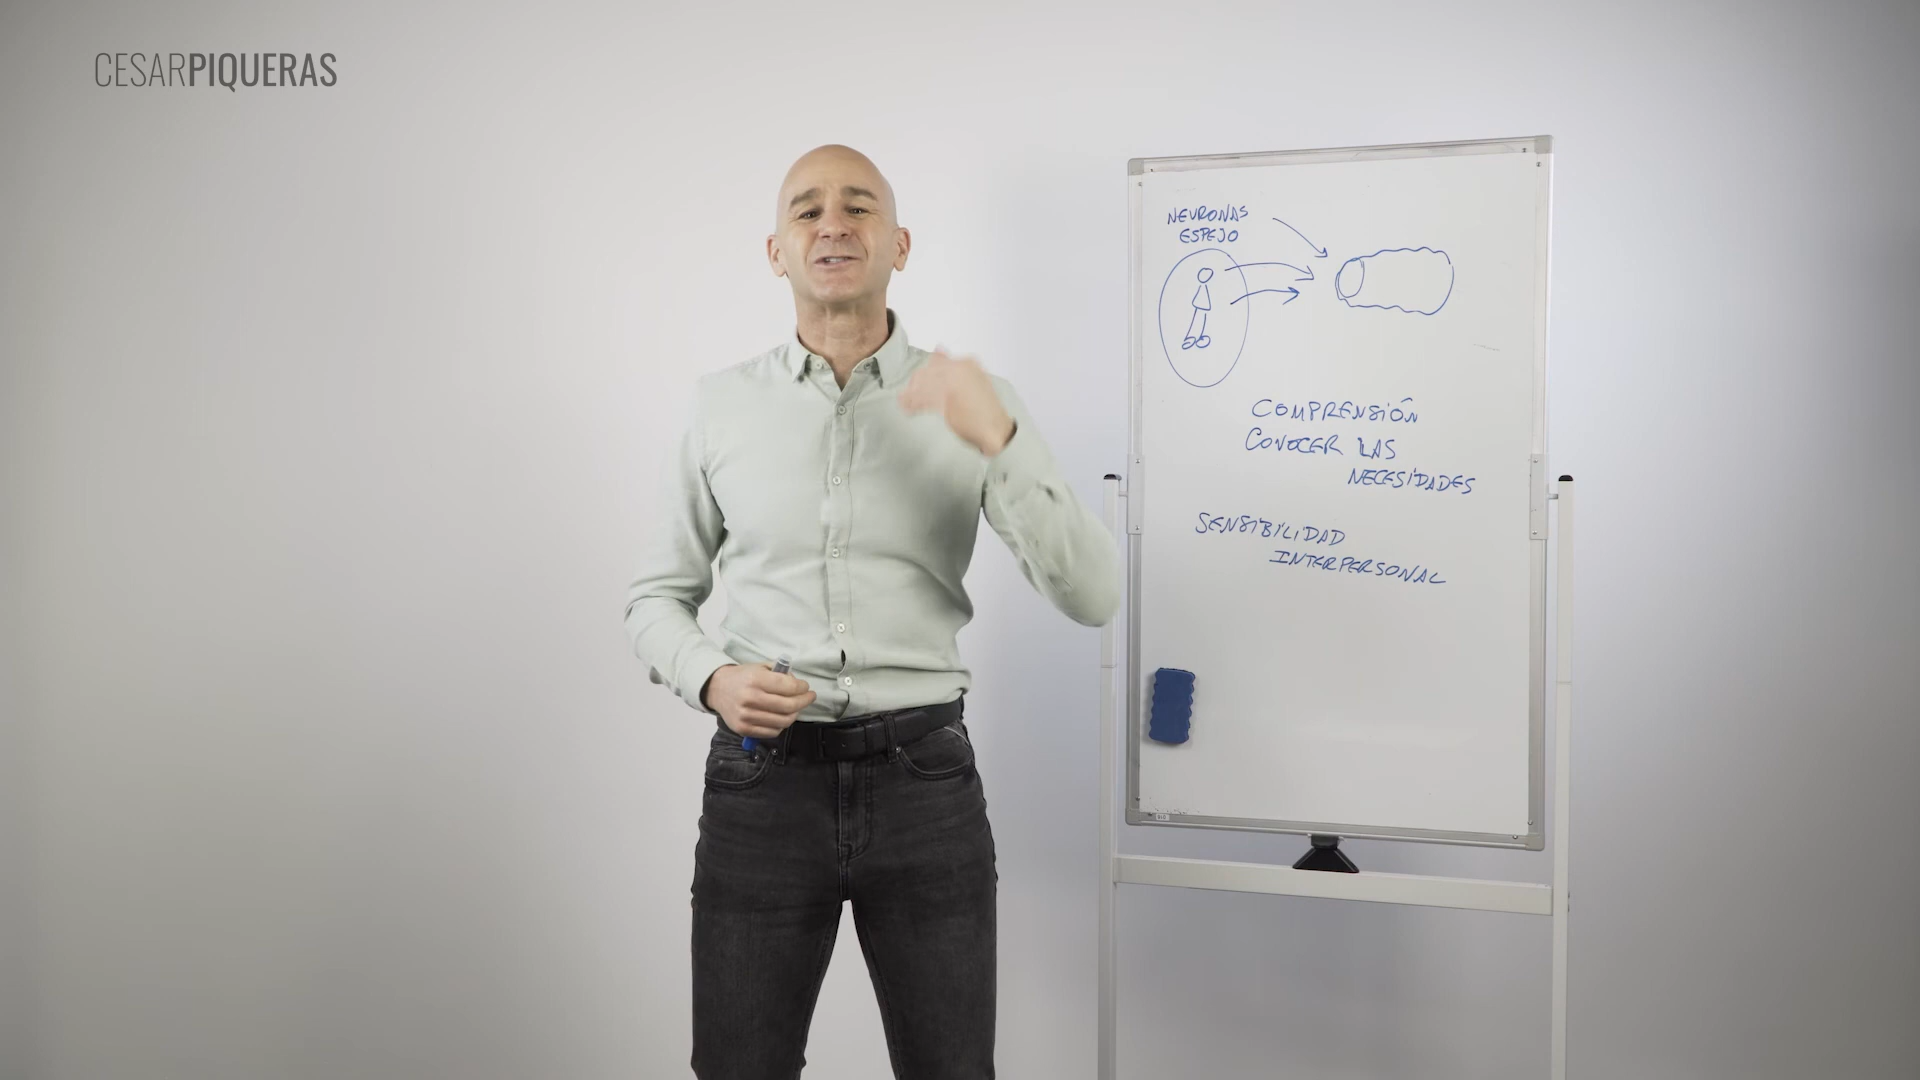 CESARPIQUERAS
NEURONAS
ESPEJO
COMPRENSIÓN
CONOCER LAS
NECESIDADES
SENSIBILIDAD
INTERPERSONAL